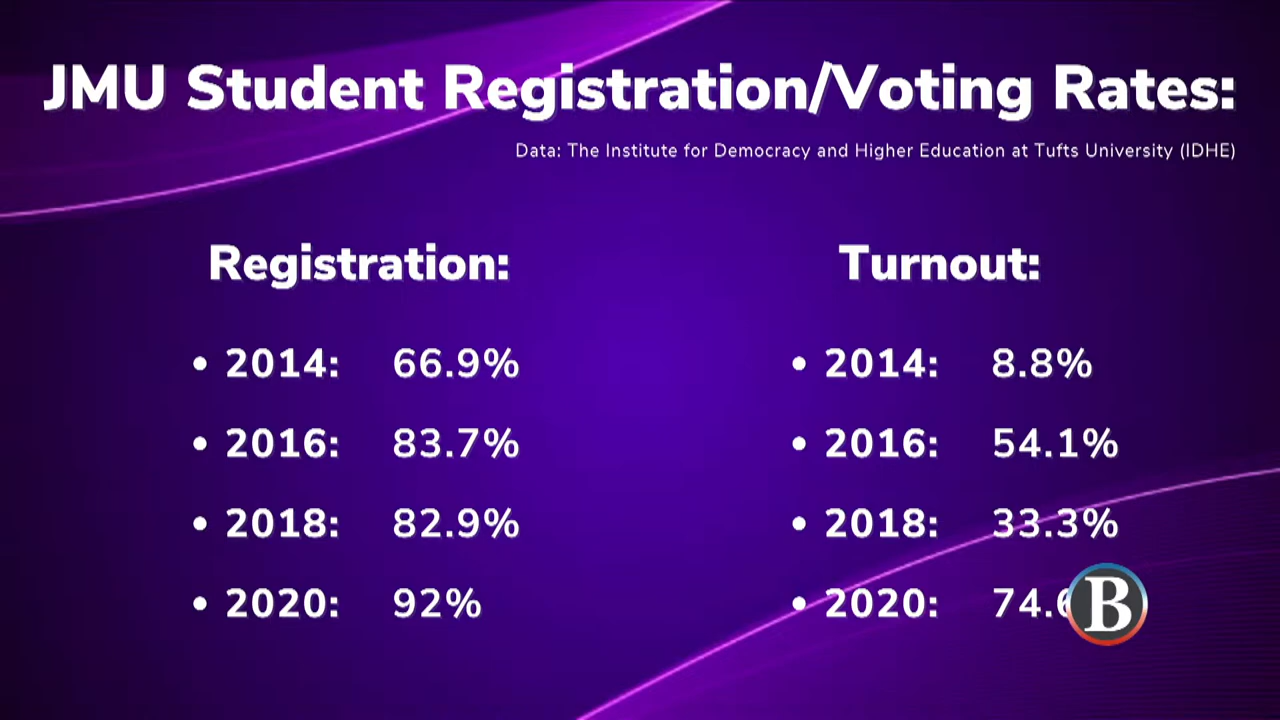 JMU Student Registration/Voting Rates:
Data: The Institute for Democracy and Higher Education at Tufts University (IDHE)
Registration:
• 2014: 66.9%
• 2016: 83.7%
• 2018: 82.9%
• 2020: 92%
Turnout:
• 2014: 8.8%
• 2016: 54.1%
• 2018: 33.3%
• 2020:
B